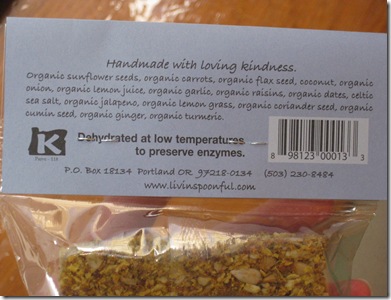 Handmade with loving kindness.
Organic sunflower seeds, organic carrots, organic flax seed, coconut, organic
onion, organic lemon juice, organic garlic, organic raisins, organic dates, celtic
sea salt, organic jalapeno, organic lemon grass, organic coriander seed, organic
cumin seed, organic ginger, organic turmeric.
K
Dehydrated at low temperatures
to preserve enzymes.
8 98123 00013 3
P.O. Box 18134 Portland OR 97218-0134 (503) 230-8484
www.livinspoonful.com